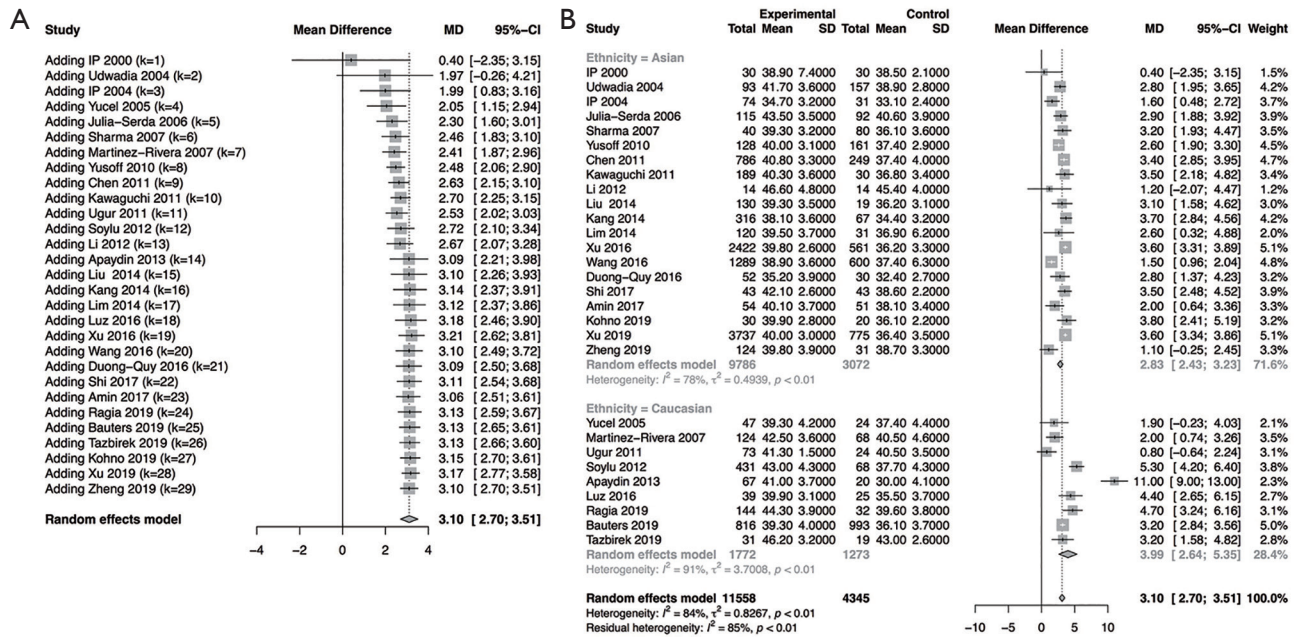 A
Study Mean Difference MD 95%−CI
Adding IP 2000 (k=1) 0.40 [−2.35; 3.15]
Adding Udwadia 2004 (k=2) 1.97 [−0.26; 4.21]
Adding IP 2004 (k=3) 1.99 [0.83; 3.16]
Adding Yucel 2005 (k=4) 2.05 [1.15; 2.94]
Adding Julia−Serda 2006 (k=5) 2.30 [1.60; 3.01]
Adding Sharma 2007 (k=6) 2.46 [1.83; 3.10]
Adding Martinez−Rivera 2007 (k=7) 2.41 [1.87; 2.96]
Adding Yusoff 2010 (k=8) 2.48 [2.06; 2.90]
Adding Chen 2011 (k=9) 2.63 [2.15; 3.10]
Adding Kawaguchi 2011 (k=10) 2.70 [2.25; 3.15]
Adding Ugur 2011 (k=11) 2.53 [2.02; 3.03]
Adding Soylu 2012 (k=12) 2.72 [2.10; 3.34]
Adding Li 2012 (k=13) 2.67 [2.07; 3.28]
Adding Apaydin 2013 (k=14) 3.09 [2.21; 3.98]
Adding Liu 2014 (k=15) 3.10 [2.26; 3.93]
Adding Kang 2014 (k=16) 3.14 [2.37; 3.91]
Adding Lim 2014 (k=17) 3.12 [2.37; 3.86]
Adding Luz 2016 (k=18) 3.18 [2.46; 3.90]
Adding Xu 2016 (k=19) 3.21 [2.62; 3.81]
Adding Wang 2016 (k=20) 3.10 [2.49; 3.72]
Adding Duong−Quy 2016 (k=21) 3.09 [2.50; 3.68]
Adding Shi 2017 (k=22) 3.11 [2.54; 3.68]
Adding Amin 2017 (k=23) 3.06 [2.51; 3.61]
Adding Ragia 2019 (k=24) 3.13 [2.59; 3.67]
Adding Bauters 2019 (k=25) 3.13 [2.65; 3.61]
Adding Tazbirek 2019 (k=26) 3.13 [2.66; 3.60]
Adding Kohno 2019 (k=27) 3.15 [2.70; 3.61]
Adding Xu 2019 (k=28) 3.17 [2.77; 3.58]
Adding Zheng 2019 (k=29) 3.10 [2.70; 3.51]
Random effects model 3.10 [2.70; 3.51]
−4 −2 0 2 4
B
Experimental Control
Study Total Mean SD Total Mean SD Mean Difference MD 95%−CI Weight
Ethnicity = Asian
IP 2000 30 38.90 7.4000 30 38.50 2.1000 0.40 [−2.35; 3.15] 1.5%
Udwadia 2004 93 41.70 3.6000 157 38.90 2.8000 2.80 [1.95; 3.65] 4.2%
IP 2004 74 34.70 3.2000 31 33.10 2.4000 1.60 [0.48; 2.72] 3.7%
Julia−Serda 2006 115 43.50 3.5000 92 40.60 3.9000 2.90 [1.88; 3.92] 3.9%
Sharma 2007 40 39.30 3.2000 80 36.10 3.6000 3.20 [1.93; 4.47] 3.5%
Yusoff 2010 128 40.00 3.1000 161 37.40 2.9000 2.60 [1.90; 3.30] 4.5%
Chen 2011 786 40.80 3.3000 249 37.40 4.0000 3.40 [2.85; 3.95] 4.7%
Kawaguchi 2011 189 40.30 3.6000 30 36.80 3.4000 3.50 [2.18; 4.82] 3.4%
Li 2012 14 46.60 4.8000 14 45.40 4.0000 1.20 [−2.07; 4.47] 1.2%
Liu 2014 130 39.30 3.5000 19 36.20 3.1000 3.10 [1.58; 4.62] 3.1%
Kang 2014 316 38.10 3.6000 67 34.40 3.2000 3.70 [2.84; 4.56] 4.2%
Lim 2014 120 39.50 3.7000 31 36.90 6.2000 2.60 [0.32; 4.88] 2.0%
Xu 2016 2422 39.80 2.6000 561 36.20 3.3000 3.60 [3.31; 3.89] 5.1%
Wang 2016 1289 38.90 3.6000 600 37.40 6.3000 1.50 [0.96; 2.04] 4.7%
Duong−Quy 2016 52 35.20 3.9000 30 32.40 2.7000 2.80 [1.37; 4.23] 3.2%
Shi 2017 43 42.10 2.6000 43 38.60 2.2000 3.50 [2.48; 4.52] 3.9%
Amin 2017 54 40.10 3.7000 51 38.10 3.4000 2.00 [0.64; 3.36] 3.3%
Kohno 2019 30 39.90 2.8000 20 36.10 2.2000 3.80 [2.41; 5.19] 3.2%
Xu 2019 3737 40.00 3.0000 775 36.40 3.5000 3.60 [3.34; 3.86] 5.1%
Zheng 2019 124 39.80 3.9000 31 38.70 3.3000 1.10 [−0.25; 2.45] 3.3%
Random effects model 9786 3072 2.83 [2.43; 3.23] 71.6%
Heterogeneity: I² = 78%, τ² = 0.4939, p < 0.01
Ethnicity = Caucasian
Yucel 2005 47 39.30 4.2000 24 37.40 4.4000 1.90 [−0.23; 4.03] 2.1%
Martinez−Rivera 2007 124 42.50 3.6000 68 40.50 4.6000 2.00 [0.74; 3.26] 3.5%
Ugur 2011 73 41.30 1.5000 24 40.50 3.5000 0.80 [−0.64; 2.24] 3.2%
Soylu 2012 431 43.00 4.3000 68 37.70 4.3000 5.30 [4.20; 6.40] 3.8%
Apaydin 2013 67 41.00 3.7000 20 30.00 4.1000 11.00 [9.00; 13.00] 2.3%
Luz 2016 39 39.90 3.1000 25 35.50 3.7000 4.40 [2.65; 6.15] 2.7%
Ragia 2019 144 44.30 3.9000 32 39.60 3.8000 4.70 [3.24; 6.16] 3.1%
Bauters 2019 816 39.30 4.0000 993 36.10 3.7000 3.20 [2.84; 3.56] 5.0%
Tazbirek 2019 31 46.20 3.2000 19 43.00 2.6000 3.20 [1.58; 4.82] 2.8%
Random effects model 1772 1273 3.99 [2.64; 5.35] 28.4%
Heterogeneity: I² = 91%, τ² = 3.7008, p < 0.01
Random effects model 11558 4345 3.10 [2.70; 3.51] 100.0%
Heterogeneity: I² = 84%, τ² = 0.8267, p < 0.01
Residual heterogeneity: I² = 85%, p < 0.01
−10 −5 0 5 10